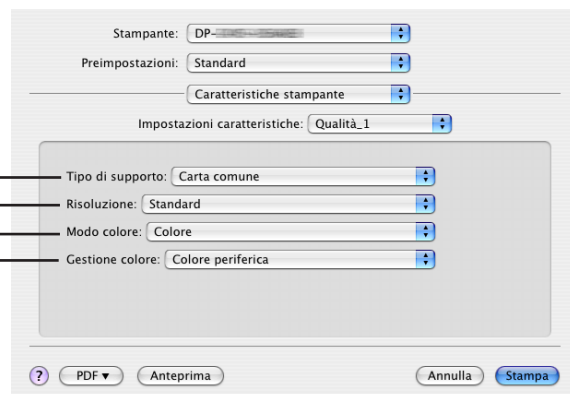 Stampante: DP-
Preimpostazioni: Standard
Caratteristiche stampante
Impostazioni caratteristiche: Qualità_1
Tipo di supporto: Carta comune
Risoluzione: Standard
Modo colore: Colore
Gestione colore: Colore periferica
? PDF ▼ Anteprima Annulla Stampa